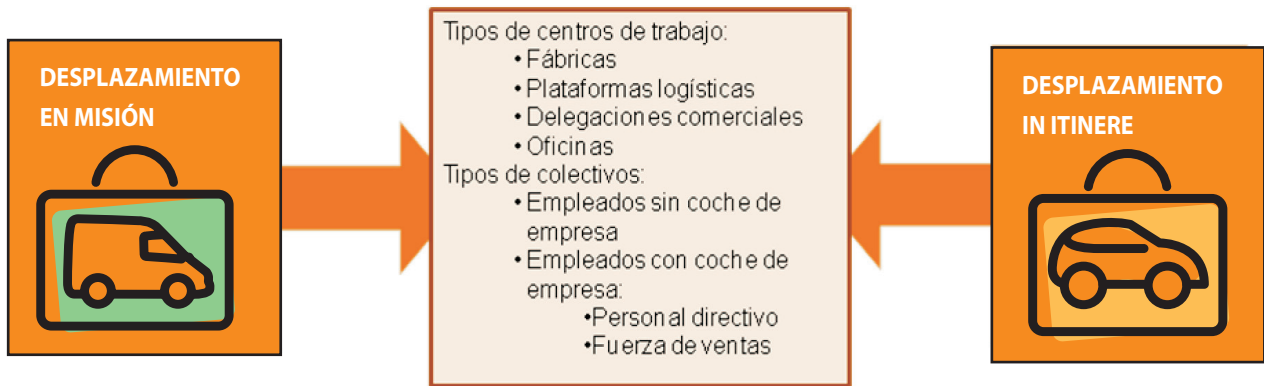 DESPLAZAMIENTO
EN MISIÓN
Tipos de centros de trabajo:
• Fábricas
• Plataformas logísticas
• Delegaciones comerciales
• Oficinas
Tipos de colectivos:
• Empleados sin coche de
empresa
• Empleados con coche de
empresa:
•Personal directivo
•Fuerza de ventas
DESPLAZAMIENTO
IN ITINERE